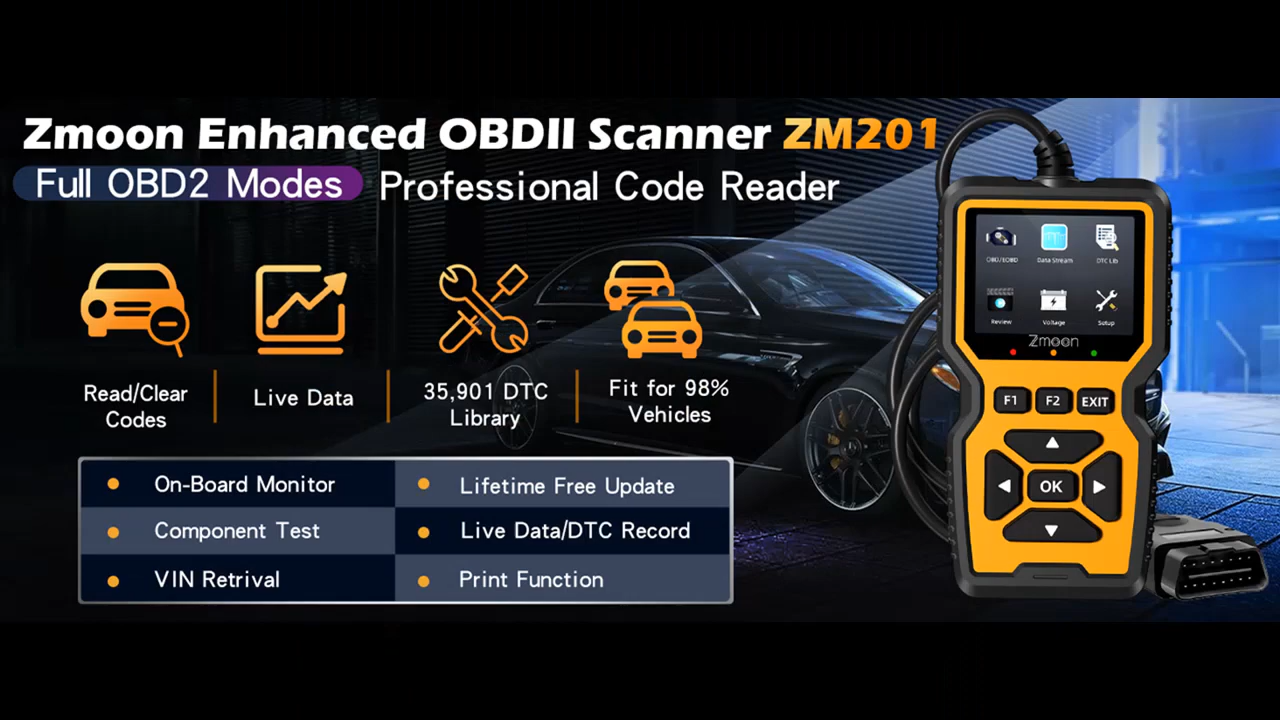 Zmoon Enhanced OBDII Scanner ZM201
Full OBD2 Modes Professional Code Reader
Read/Clear
Codes
Live Data
35,901 DTC
Library
Fit for 98%
Vehicles
On-Board Monitor
Lifetime Free Update
Component Test
Live Data/DTC Record
VIN Retrival
Print Function
OBD/EOBD
Data Stream
DTC Lib
Review
Voltage
Setup
Zmoon
F1
F2
EXIT
OK